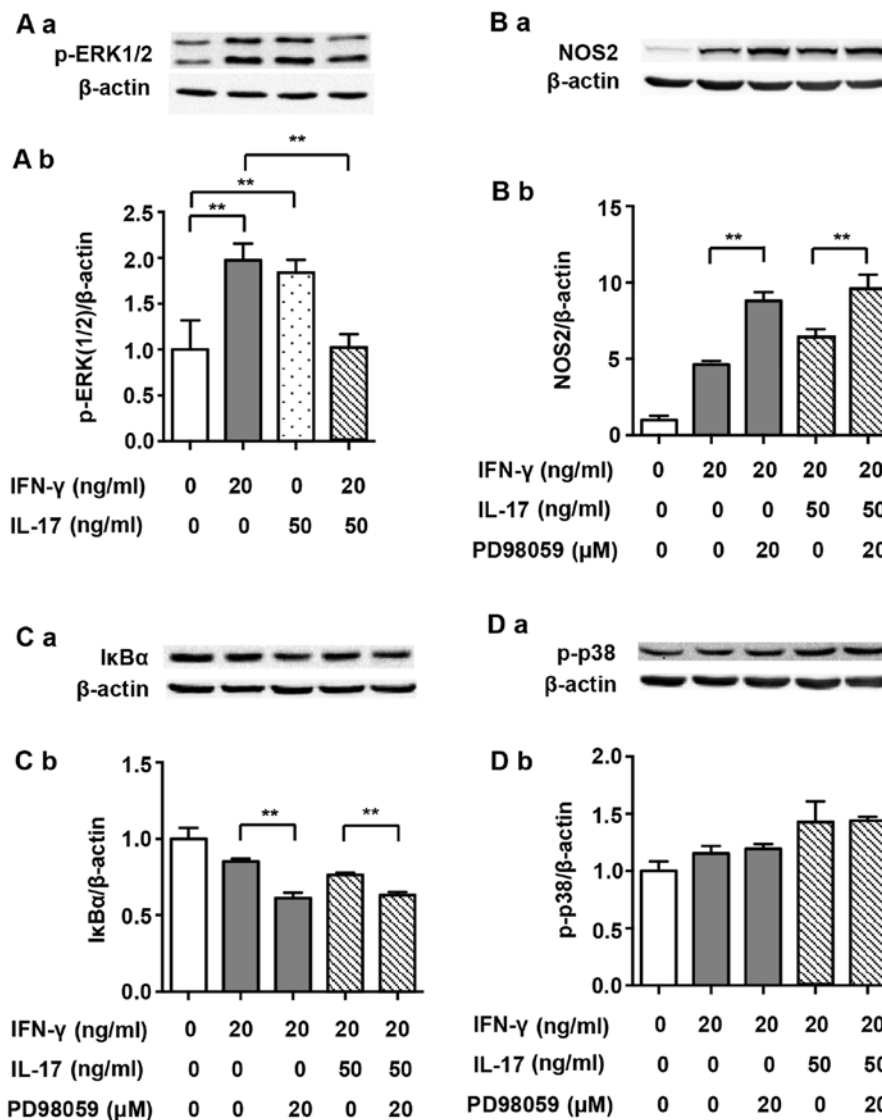 A a
p-ERK1/2
β-actin
A b
**
**
**
p-ERK(1/2)/β-actin
2.5
2.0
1.5
1.0
0.5
0.0
IFN-γ (ng/ml) 0 20 0 20
IL-17 (ng/ml) 0 0 50 50
B a
NOS2
β-actin
B b
** **
NOS2/β-actin
15
10
5
0
IFN-γ (ng/ml) 0 20 20 20 20
IL-17 (ng/ml) 0 0 0 50 50
PD98059 (μM) 0 0 20 0 20
C a
IκBα
β-actin
C b
** **
IκBα/β-actin
1.5
1.0
0.5
0.0
IFN-γ (ng/ml) 0 20 20 20 20
IL-17 (ng/ml) 0 0 0 50 50
PD98059 (μM) 0 0 20 0 20
D a
p-p38
β-actin
D b
p-p38/β-actin
2.0
1.5
1.0
0.5
0.0
IFN-γ (ng/ml) 0 20 20 20 20
IL-17 (ng/ml) 0 0 0 50 50
PD98059 (μM) 0 0 20 0 20